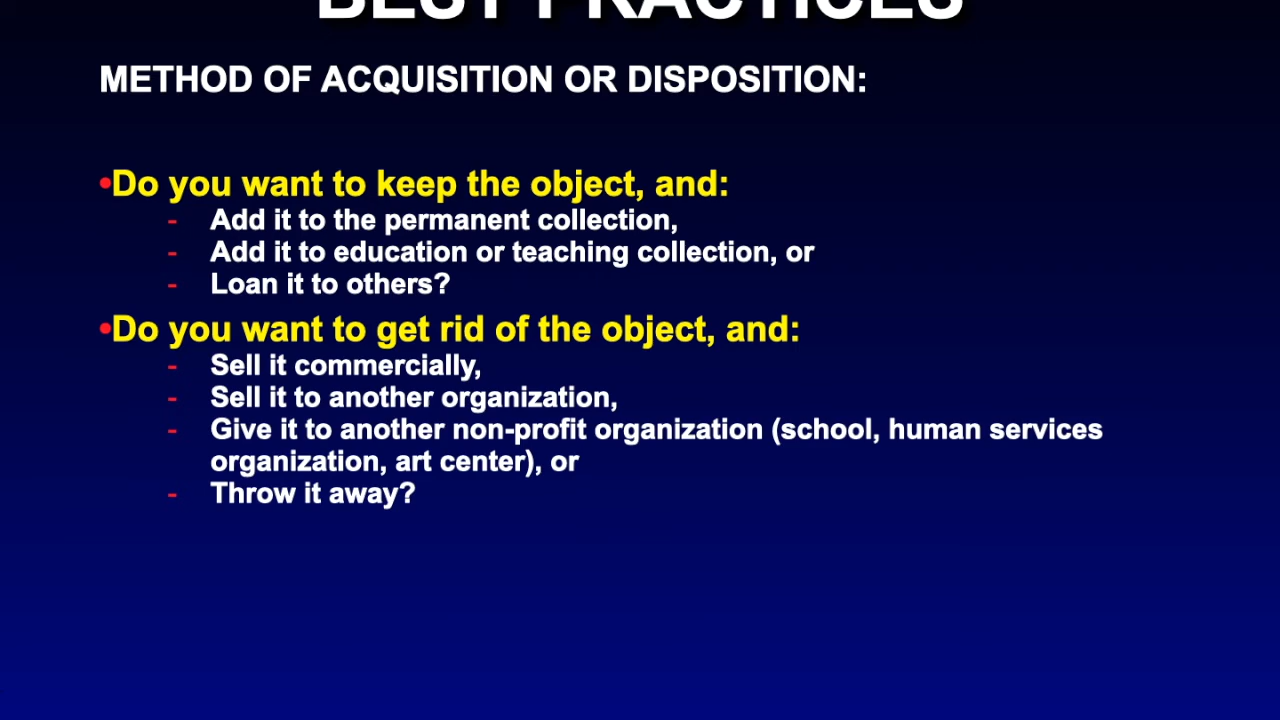 BEST PRACTICES
METHOD OF ACQUISITION OR DISPOSITION:
•Do you want to keep the object, and:
- Add it to the permanent collection,
- Add it to education or teaching collection, or
- Loan it to others?
•Do you want to get rid of the object, and:
- Sell it commercially,
- Sell it to another organization,
- Give it to another non-profit organization (school, human services
organization, art center), or
- Throw it away?